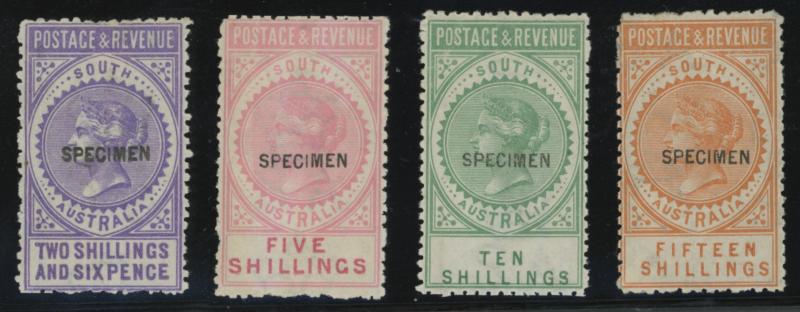 POSTAGE & REVENUE
SOUTH
SPECIMEN
AUSTRALIA
TWO SHILLINGS
AND SIXPENCE
POSTAGE & REVENUE
SOUTH
SPECIMEN
AUSTRALIA
FIVE
SHILLINGS
POSTAGE & REVENUE
SOUTH
SPECIMEN
AUSTRALIA
TEN
SHILLINGS
POSTAGE & REVENUE
SOUTH
SPECIMEN
AUSTRALIA
FIFTEEN
SHILLINGS